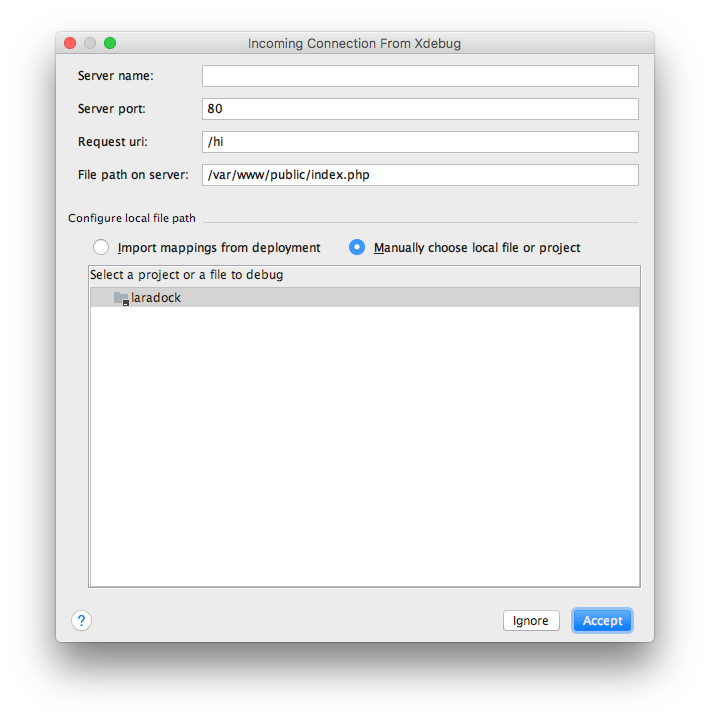 Incoming Connection From Xdebug
Server name:
Server port: 80
Request uri: /hi
File path on server: /var/www/public/index.php
Configure local file path
Import mappings from deployment Manually choose local file or project
Select a project or a file to debug
laradock
? Ignore Accept